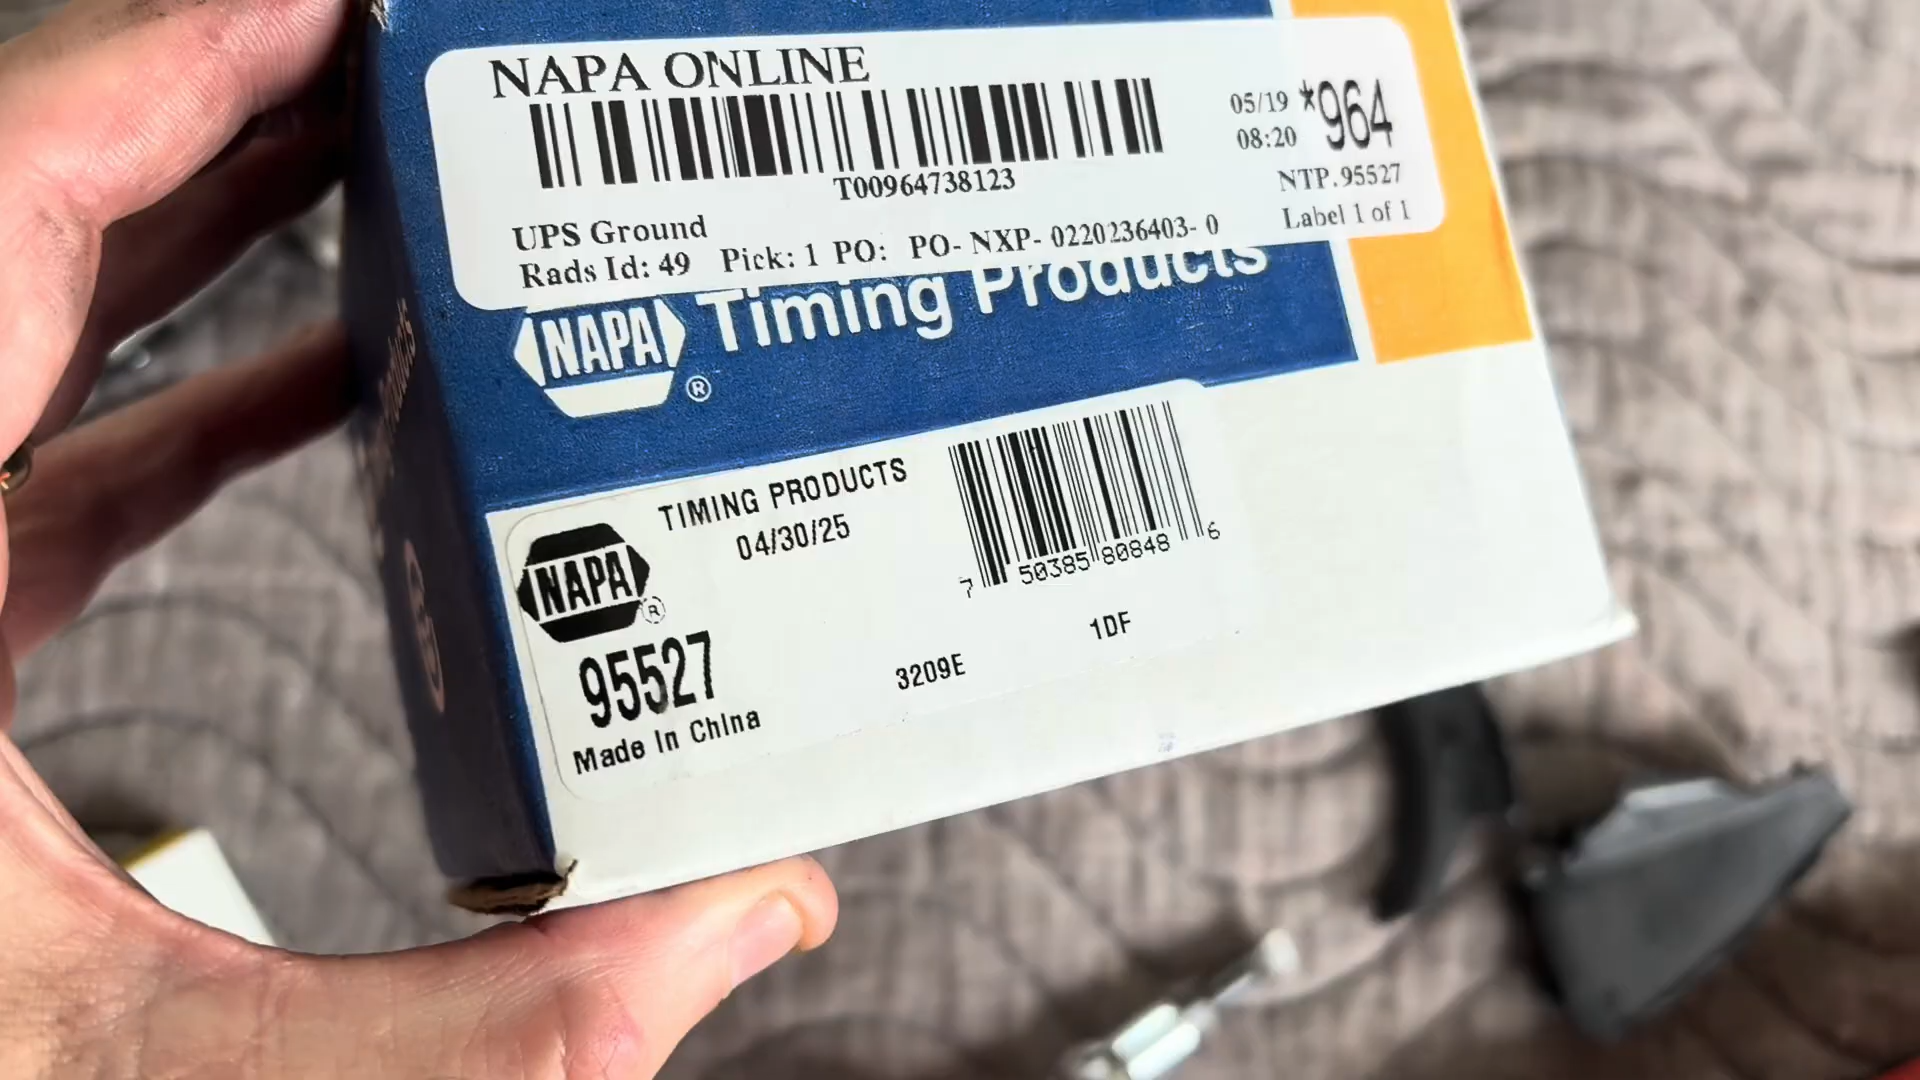 NAPA ONLINE
T00964738123
05/19
08:20
*964
NTP.95527
Label 1 of 1
UPS Ground
Rads Id: 49 Pick: 1 PO: PO- NXP- 0220236403- 0
NAPA® Timing Products
TIMING PRODUCTS
04/30/25
NAPA®
7 50385 80848 6
95527
Made In China
3209E
1DF